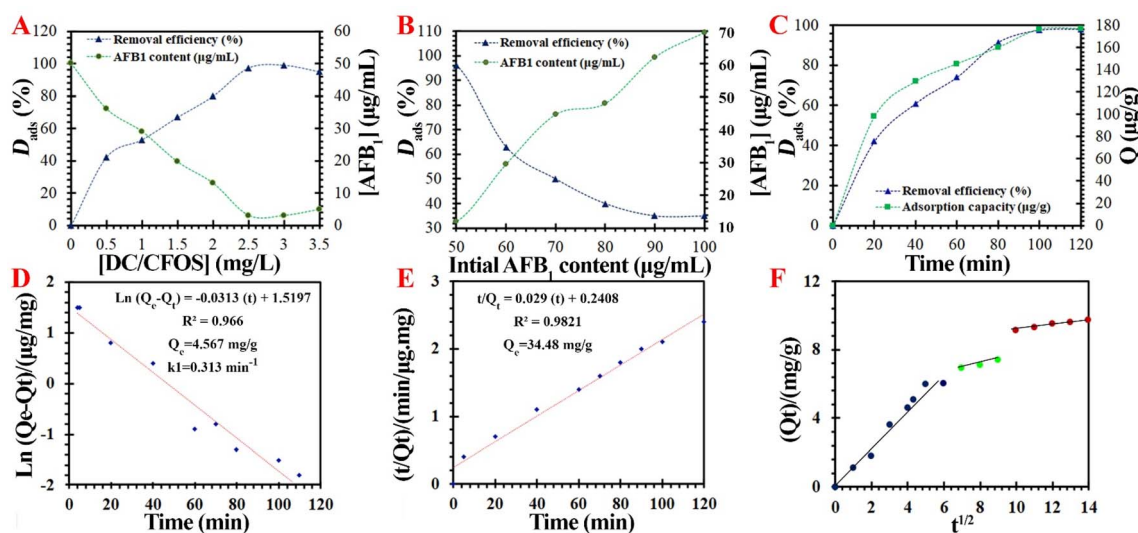 A
120
100
80
60
40
20
0
D_ads (%)
Removal efficiency (%)
AFB1 content (µg/mL)
60
50
40
30
20
10
0
[AFB₁] (µg/mL)
0 0.5 1 1.5 2 2.5 3 3.5
[DC/CFOS] (mg/L)
B
110
100
90
80
70
60
50
40
30
D_ads (%)
Removal efficiency (%)
AFB1 content (µg/mL)
70
60
50
40
30
20
10
[AFB₁] (µg/mL)
50 60 70 80 90 100
Intial AFB₁ content (µg/mL)
C
100
80
60
40
20
0
D_ads (%)
Removal efficiency (%)
Adsorption capacity (µg/g)
180
160
140
120
100
80
60
40
20
0
Q (µg/g)
0 20 40 60 80 100 120
Time (min)
D
2
1
0
-1
-2
Ln (Qe-Qt)/(µg/mg)
Ln (Qₑ-Qₜ) = -0.0313 (t) + 1.5197
R² = 0.966
Qₑ=4.567 mg/g
k1=0.313 min⁻¹
0 20 40 60 80 100 120
Time (min)
E
3
2
1
0
(t/Qt)/(min/µg.mg)
t/Qₜ = 0.029 (t) + 0.2408
R² = 0.9821
Qₑ=34.48 mg/g
0 20 40 60 80 100 120
Time (min)
F
12
8
4
0
(Qt)/(mg/g)
0 2 4 6 8 10 12 14
t¹/²